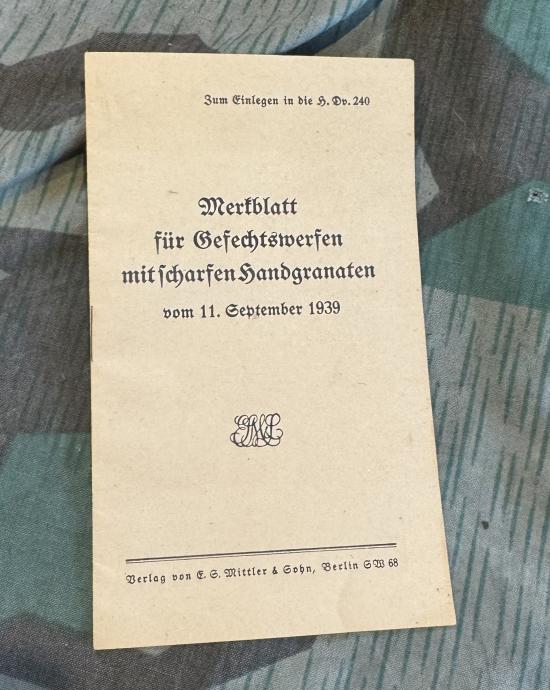 Zum Einlegen in die H. Dv. 240
Merkblatt
für Gefechtswerfen
mit scharfen Handgranaten
vom 11. September 1939
Verlag von E. S. Mittler & Sohn, Berlin SW 68